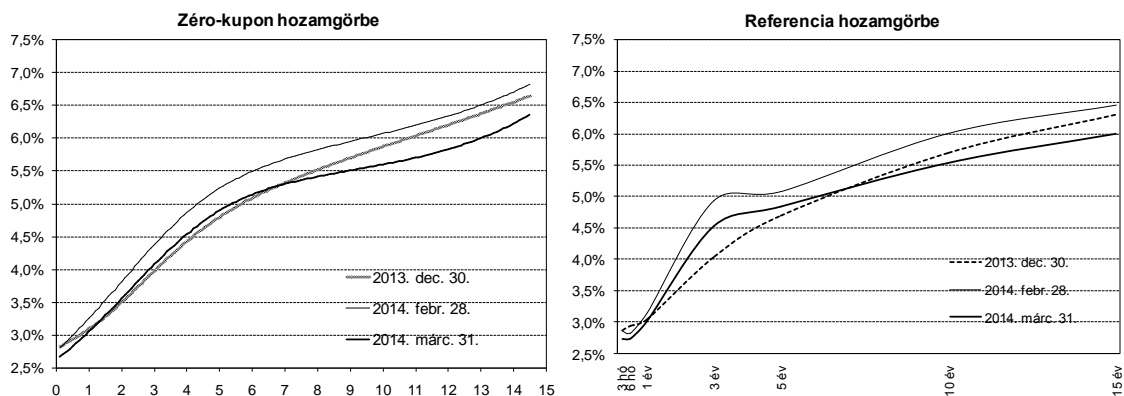 Zéro-kupon hozamgörbe
7,5%
7,0%
6,5%
6,0%
5,5%
5,0%
4,5%
4,0%
3,5%
3,0%
2,5%
2013. dec. 30.
2014. febr. 28.
2014. márc. 31.
0 1 2 3 4 5 6 7 8 9 10 11 12 13 14 15
Referencia hozamgörbe
7,5%
7,0%
6,5%
6,0%
5,5%
5,0%
4,5%
4,0%
3,5%
3,0%
2,5%
2013. dec. 30.
2014. febr. 28.
2014. márc. 31.
3 hó
6 hó
1 év
3 év
5 év
10 év
15 év